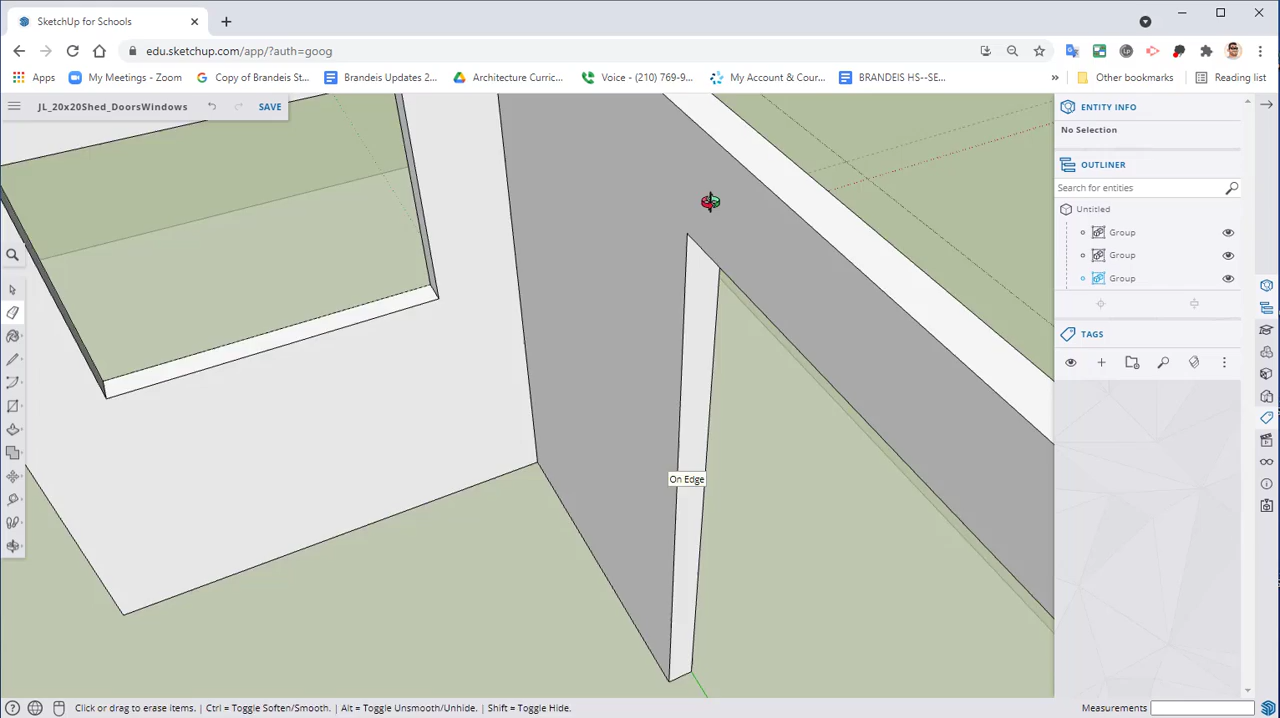 SketchUp for Schools
edu.sketchup.com/app/?auth=goog
Apps
My Meetings - Zoom
Copy of Brandeis St...
Brandeis Updates 2...
Architecture Curric...
Voice - (210) 769-9...
My Account & Cour...
BRANDEIS HS--SE...
Other bookmarks
Reading list
JL_20x20Shed_DoorsWindows
SAVE
ENTITY INFO
No Selection
OUTLINER
Search for entities
Untitled
Group
Group
Group
TAGS
On Edge
Click or drag to erase items. | Ctrl = Toggle Soften/Smooth. | Alt = Toggle Unsmooth/Unhide. | Shift = Toggle Hide.
Measurements